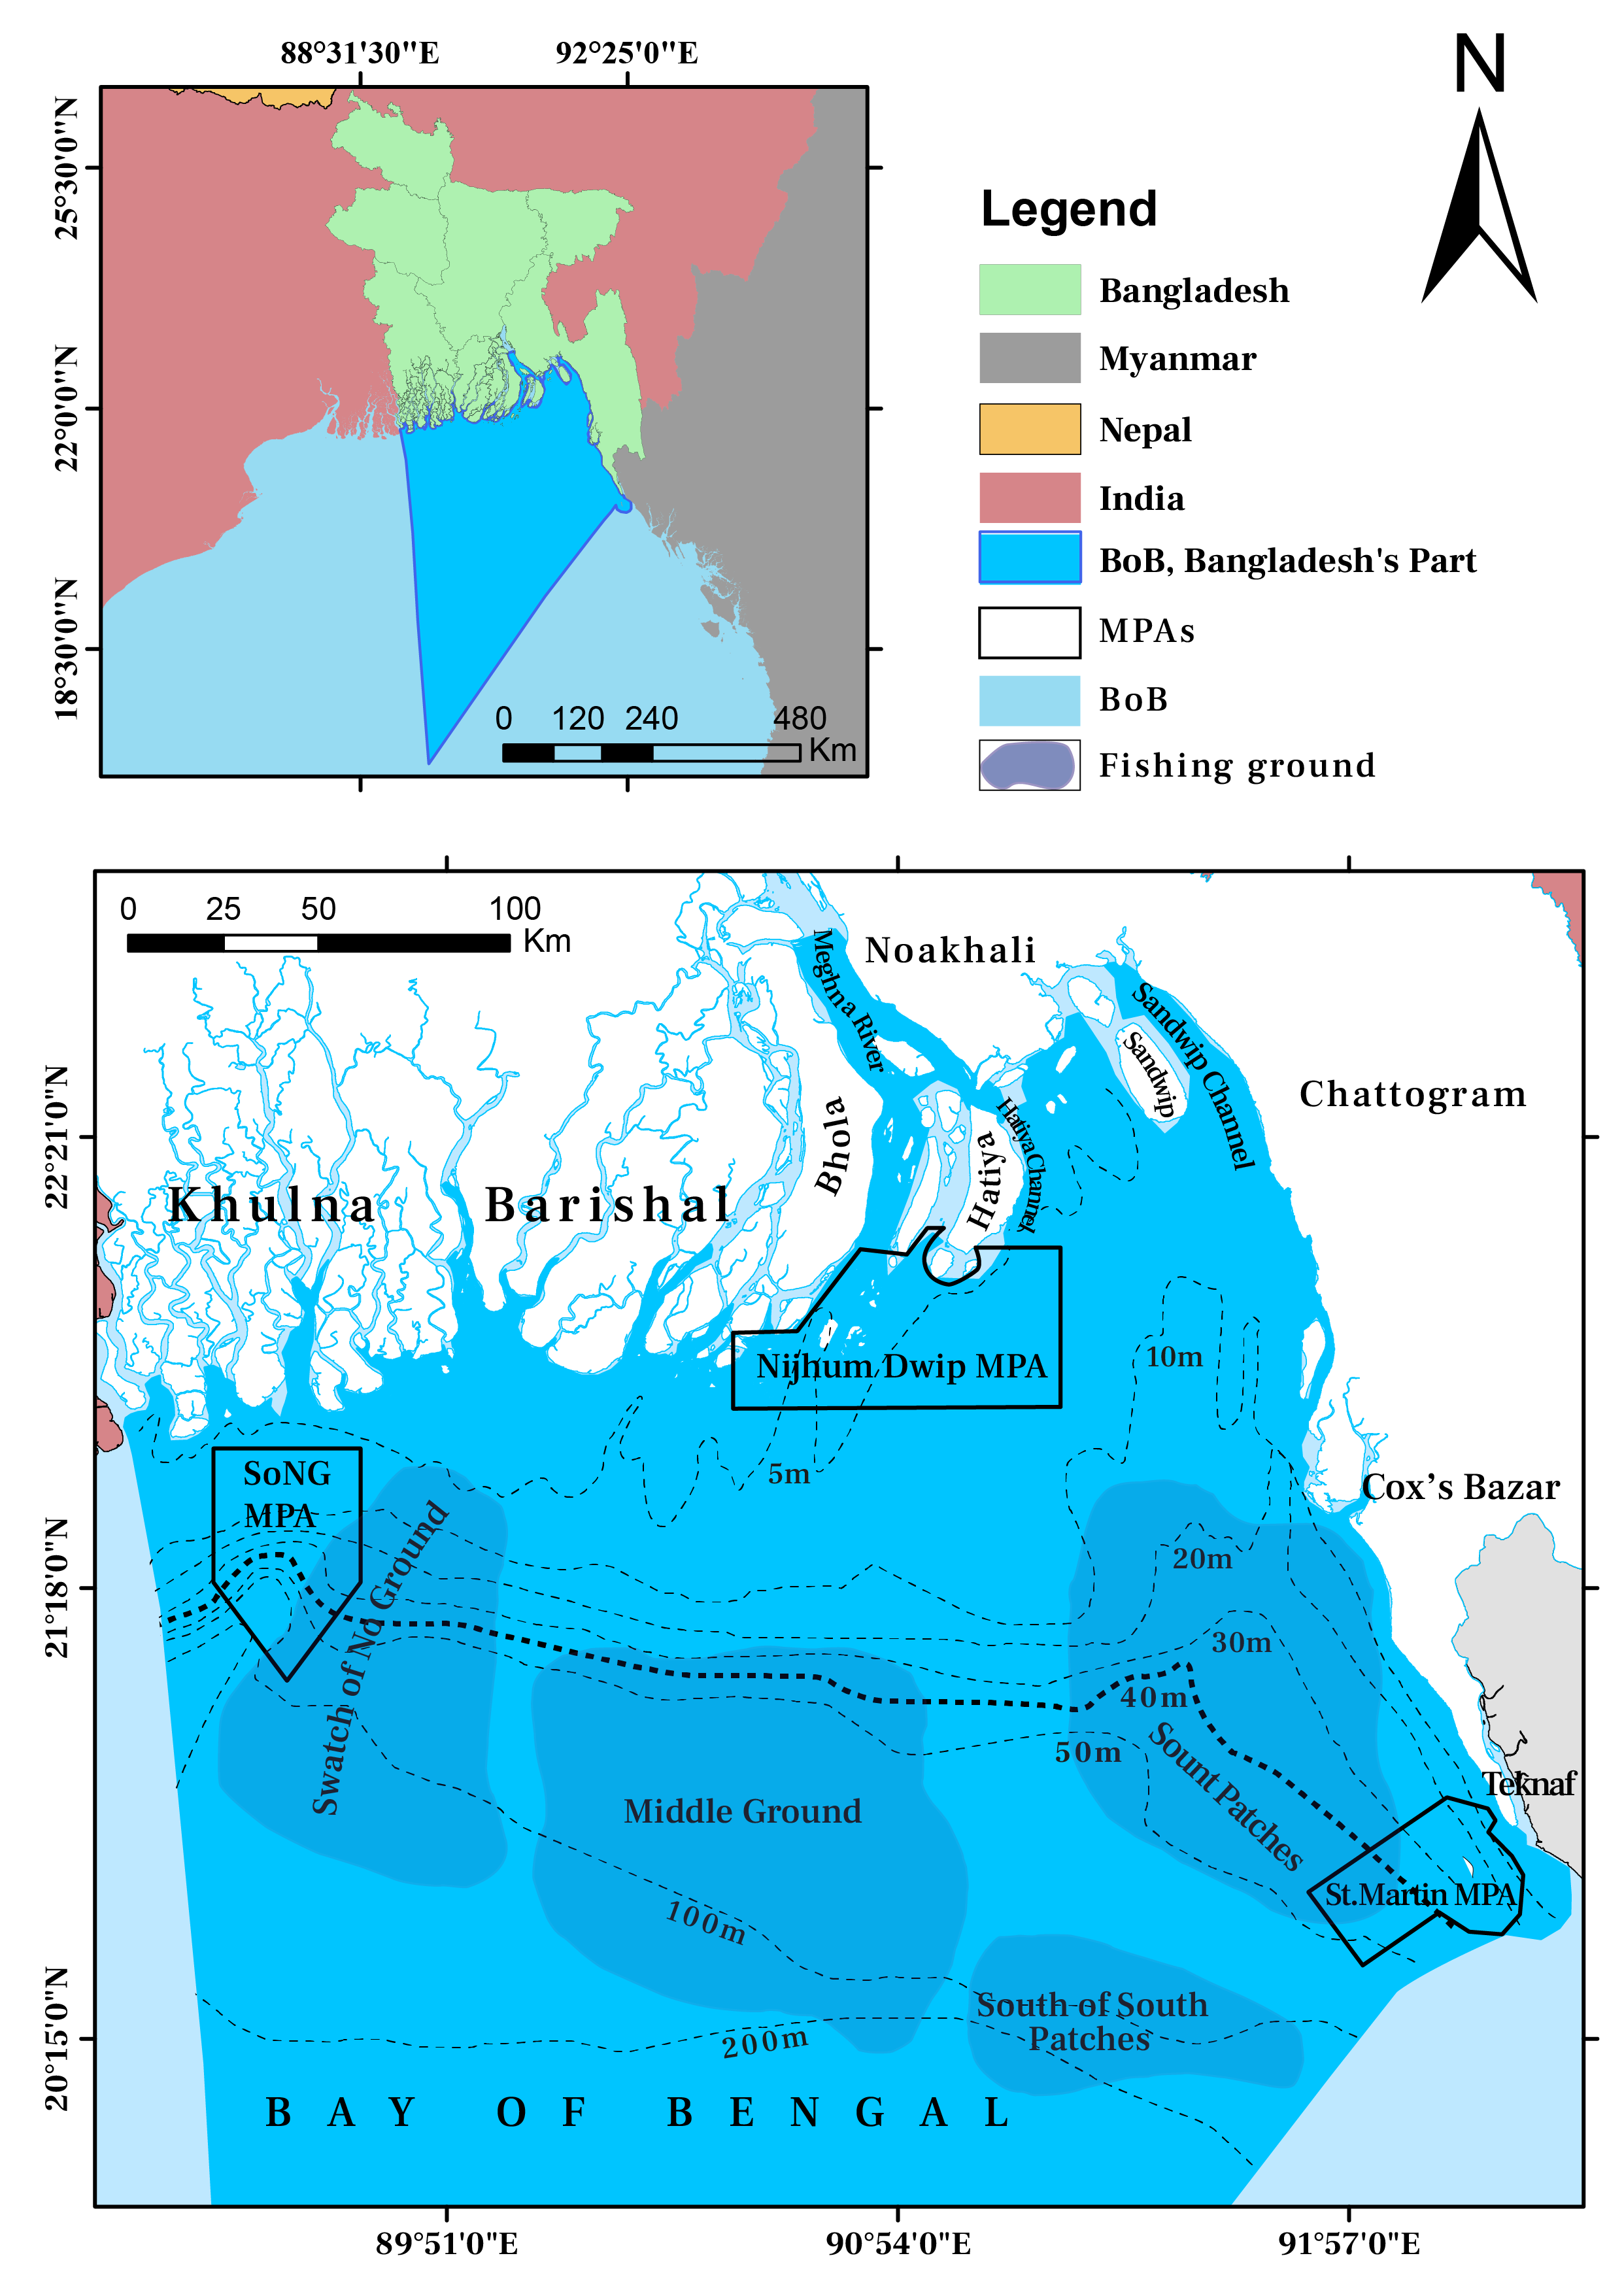 88°31'30"E 92°25'0"E
N
25°30'0"N
22°0'0"N
18°30'0"N
0 120 240 480
Km
Legend
Bangladesh
Myanmar
Nepal
India
BoB, Bangladesh's Part
MPAs
BoB
Fishing ground
0 25 50 100
Km
Noakhali
Meghna River
Sandwip Channel
Sandwip
Chattogram
22°21'0"N
Bhola
Hatiya
Hatiya Channel
Khulna
Barishal
Nijhum Dwip MPA
10m
5m
SoNG
MPA
Cox's Bazar
21°18'0"N
Swatch of No Ground
20m
30m
40m
50m
Sount Patches
Teknaf
Middle Ground
St.Martin MPA
100m
South of South
Patches
20°15'0"N
200m
BAY OF BENGAL
89°51'0"E 90°54'0"E 91°57'0"E